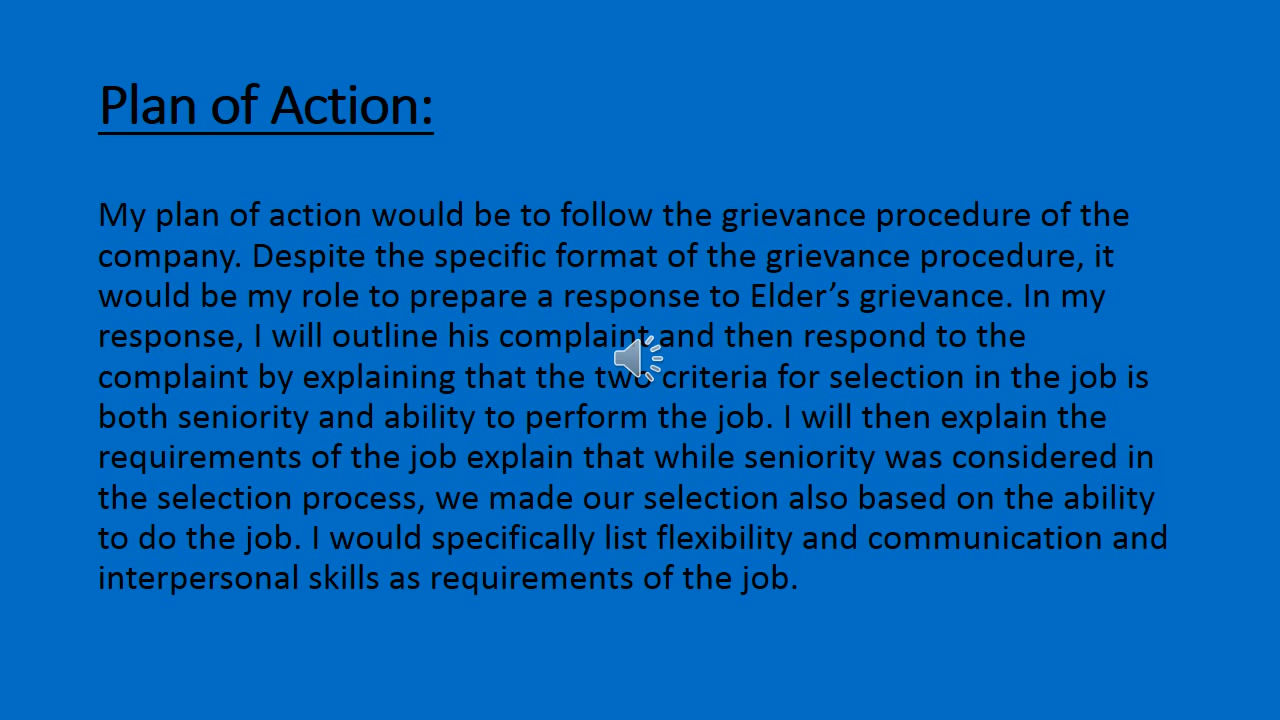 Plan of Action:
My plan of action would be to follow the grievance procedure of the
company. Despite the specific format of the grievance procedure, it
would be my role to prepare a response to Elder’s grievance. In my
response, I will outline his complaint and then respond to the
complaint by explaining that the two criteria for selection in the job is
both seniority and ability to perform the job. I will then explain the
requirements of the job explain that while seniority was considered in
the selection process, we made our selection also based on the ability
to do the job. I would specifically list flexibility and communication and
interpersonal skills as requirements of the job.